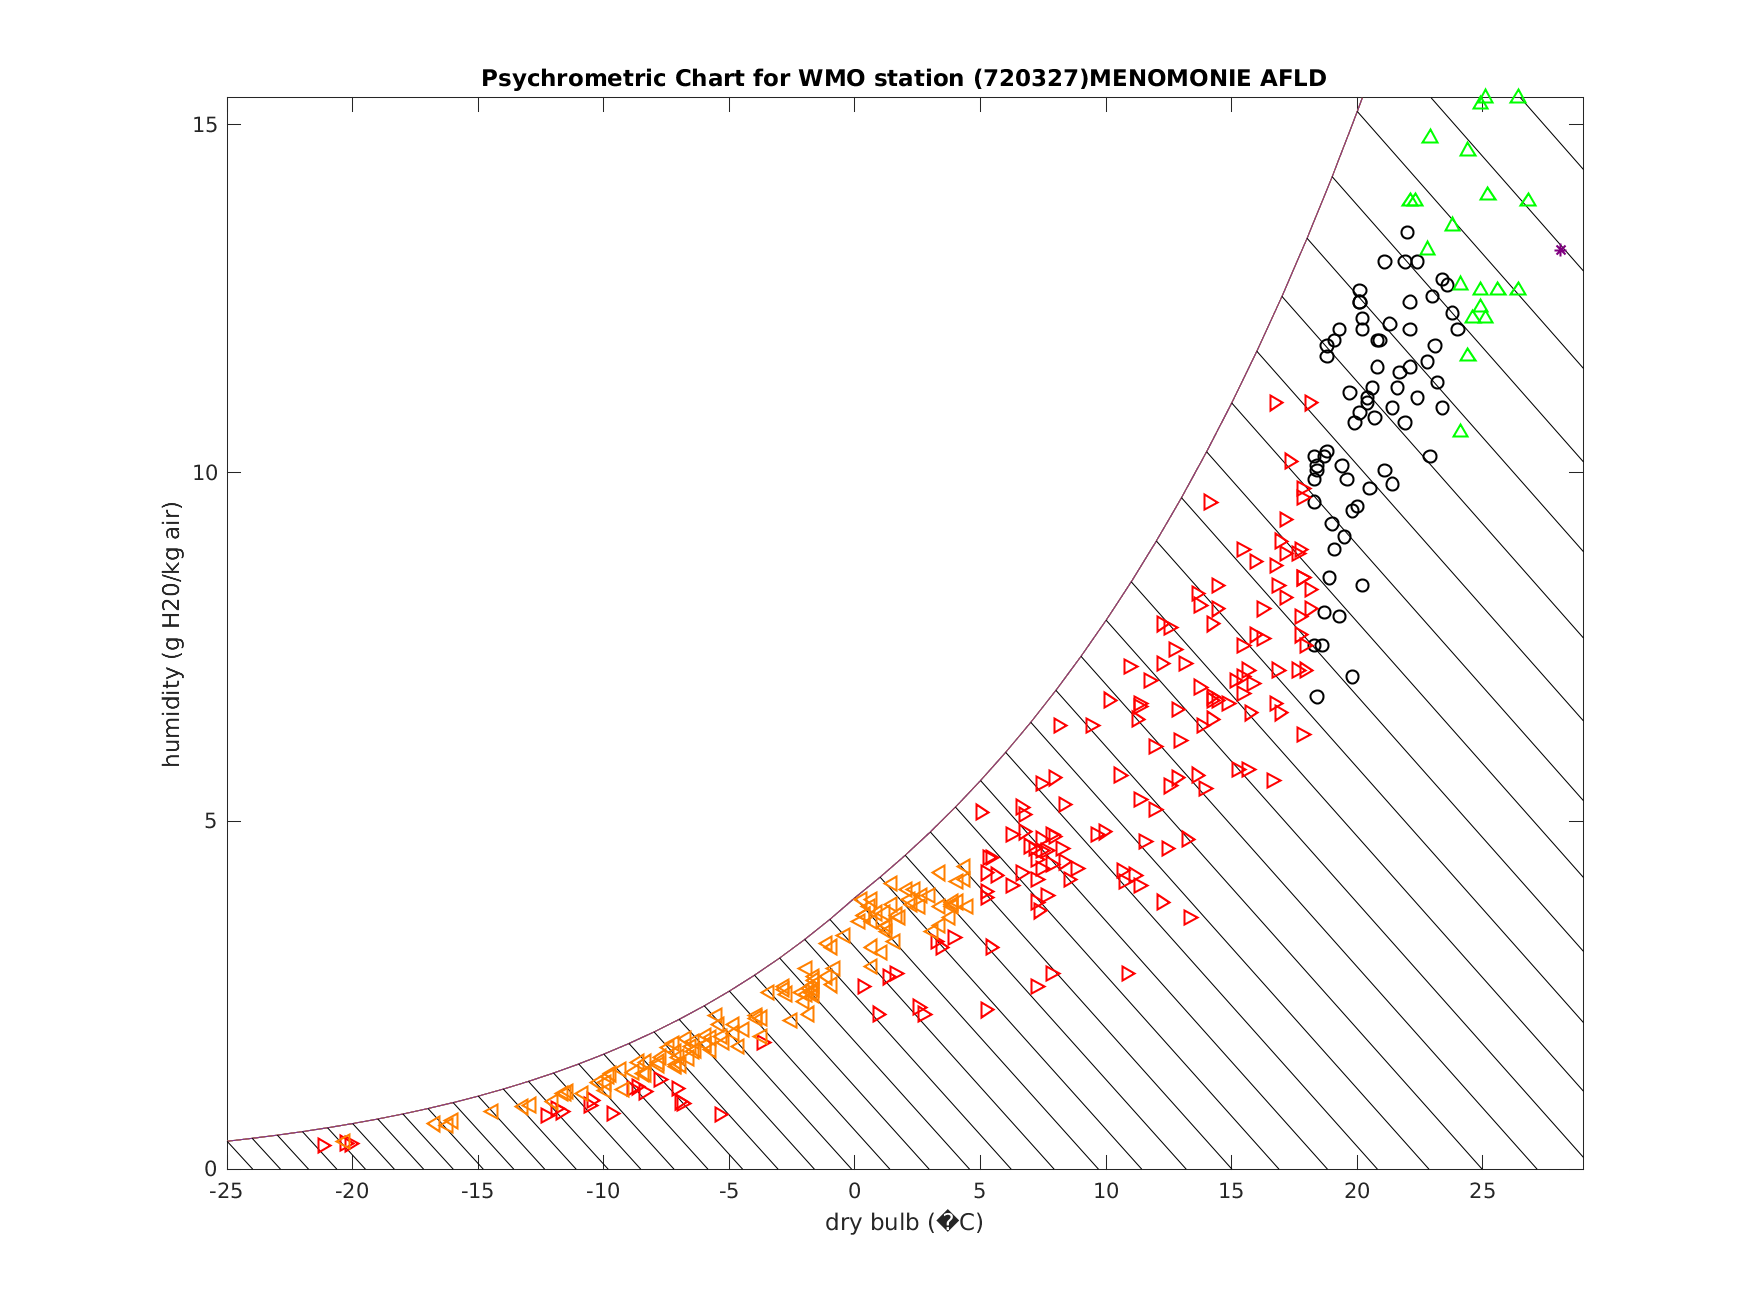 Psychrometric Chart for WMO station (720327)MENOMONIE AFLD
15
10
5
0
humidity (g H20/kg air)
-25 -20 -15 -10 -5 0 5 10 15 20 25
dry bulb (�C)